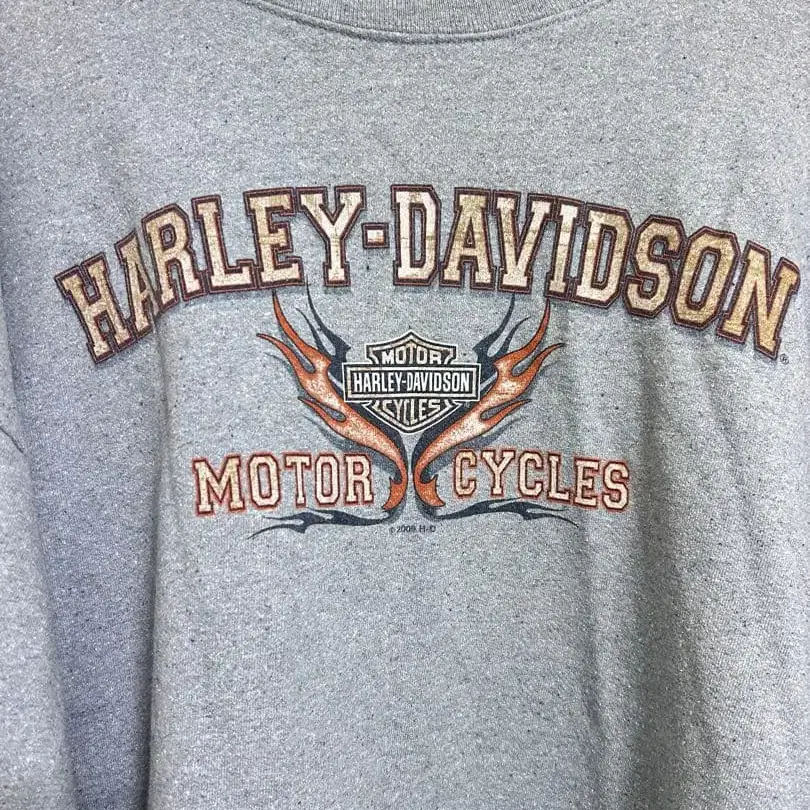 HARLEY-DAVIDSON
®
MOTOR
HARLEY-DAVIDSON
CYCLES
MOTOR CYCLES
© 2009 H-D